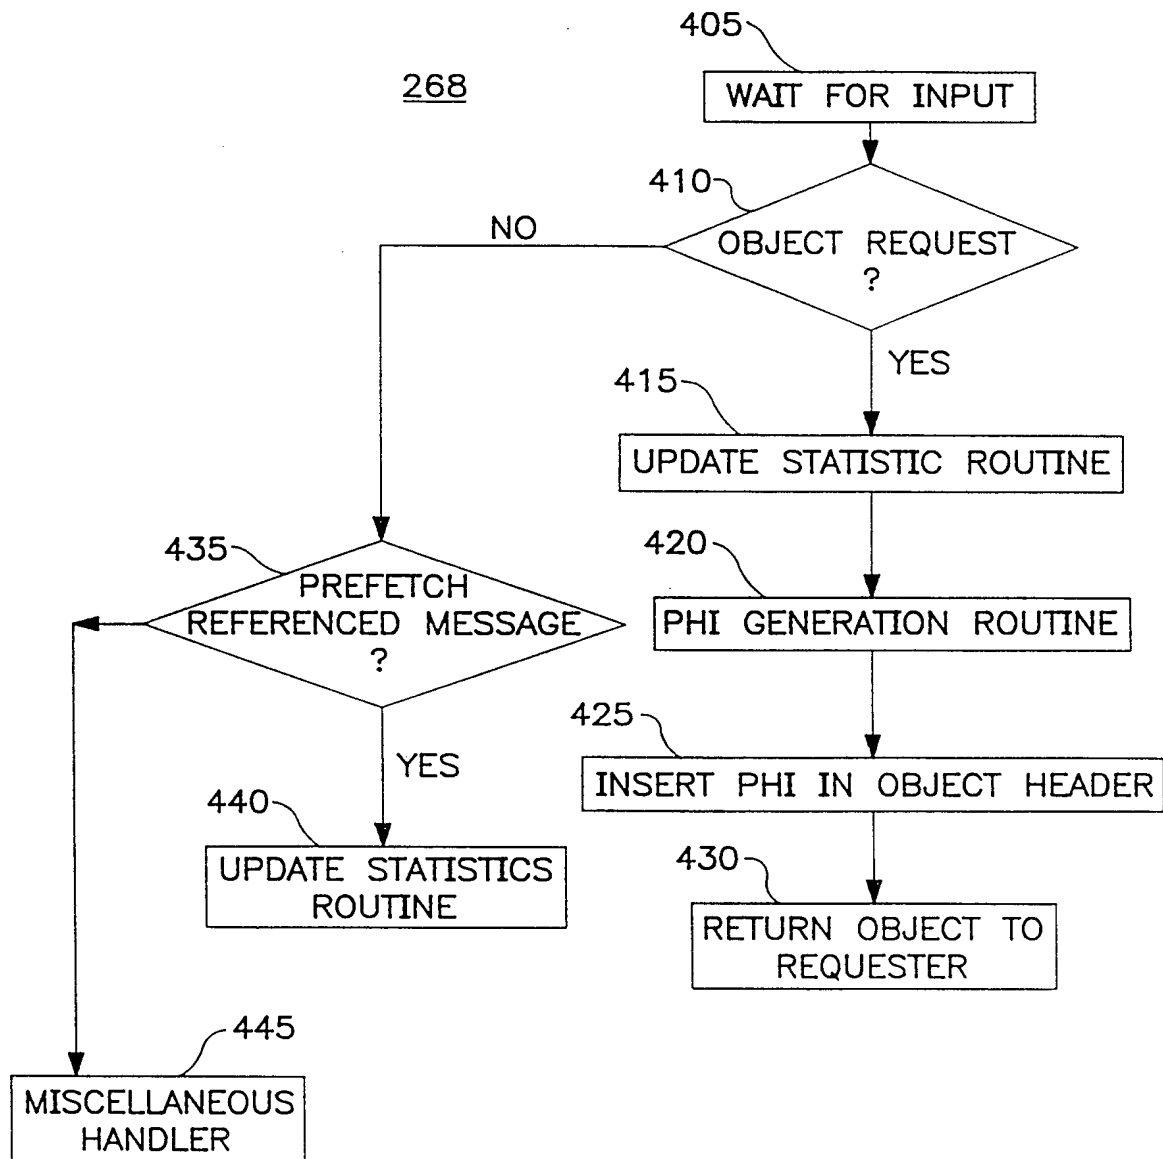 405
268
WAIT FOR INPUT
410
NO
OBJECT REQUEST
?
YES
415
UPDATE STATISTIC ROUTINE
435
420
PREFETCH
REFERENCED MESSAGE
?
PHI GENERATION ROUTINE
425
YES
INSERT PHI IN OBJECT HEADER
440
UPDATE STATISTICS
ROUTINE
430
RETURN OBJECT TO
REQUESTER
445
MISCELLANEOUS
HANDLER